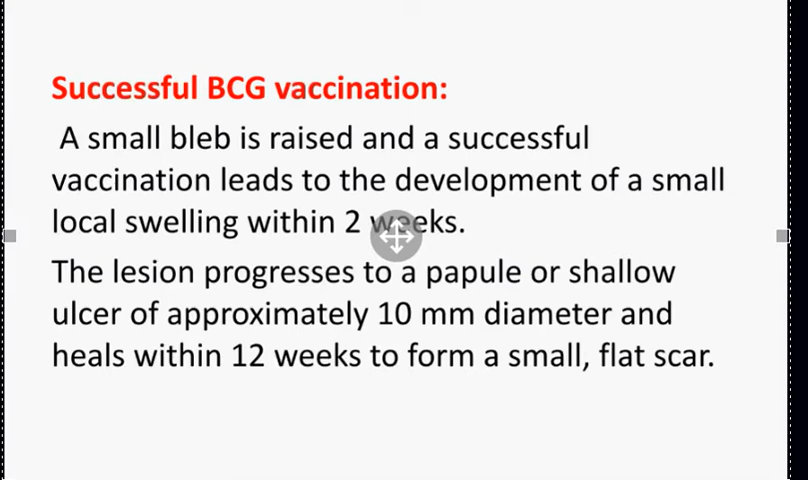 Successful BCG vaccination:
A small bleb is raised and a successful
vaccination leads to the development of a small
local swelling within 2 weeks.
The lesion progresses to a papule or shallow
ulcer of approximately 10 mm diameter and
heals within 12 weeks to form a small, flat scar.